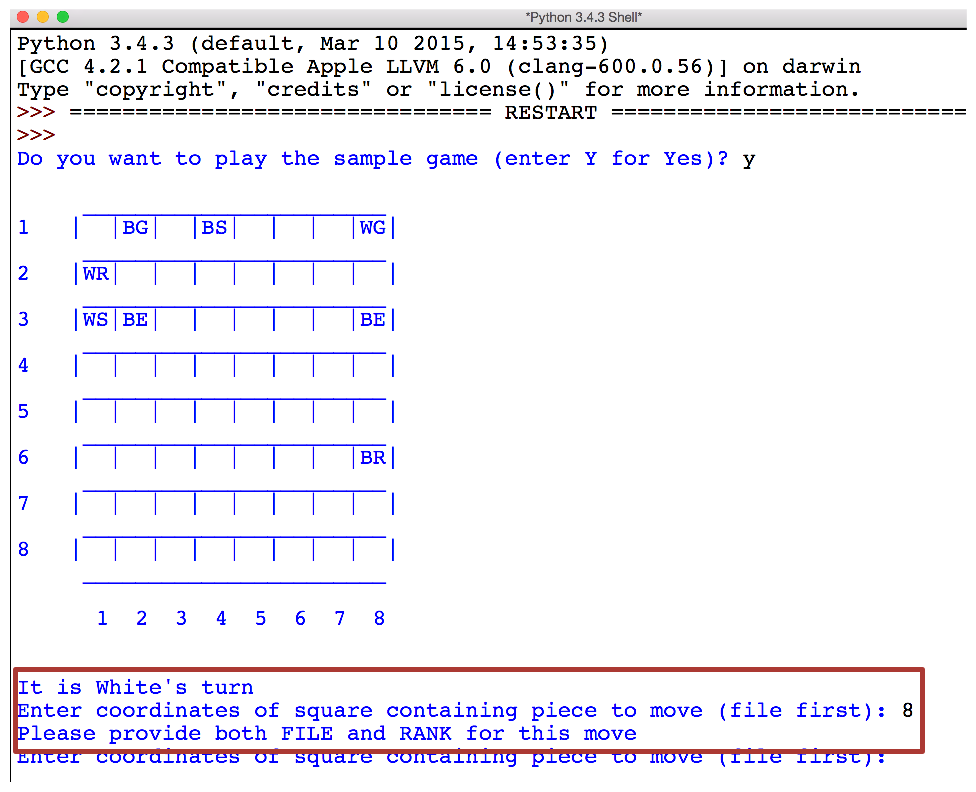 *Python 3.4.3 Shell*
Python 3.4.3 (default, Mar 10 2015, 14:53:35)
[GCC 4.2.1 Compatible Apple LLVM 6.0 (clang-600.0.56)] on darwin
Type "copyright", "credits" or "license()" for more information.
>>> ================================ RESTART ===========================
>>>
Do you want to play the sample game (enter Y for Yes)? y
1 |  |BG|  |BS|  |  |  |WG|
2 |WR|  |  |  |  |  |  |  |
3 |WS|BE|  |  |  |  |  |BE|
4 |  |  |  |  |  |  |  |  |
5 |  |  |  |  |  |  |  |  |
6 |  |  |  |  |  |  |  |BR|
7 |  |  |  |  |  |  |  |  |
8 |  |  |  |  |  |  |  |  |
1 2 3 4 5 6 7 8
It is White's turn
Enter coordinates of square containing piece to move (file first): 8
Please provide both FILE and RANK for this move
Enter coordinates of square containing piece to move (file first):